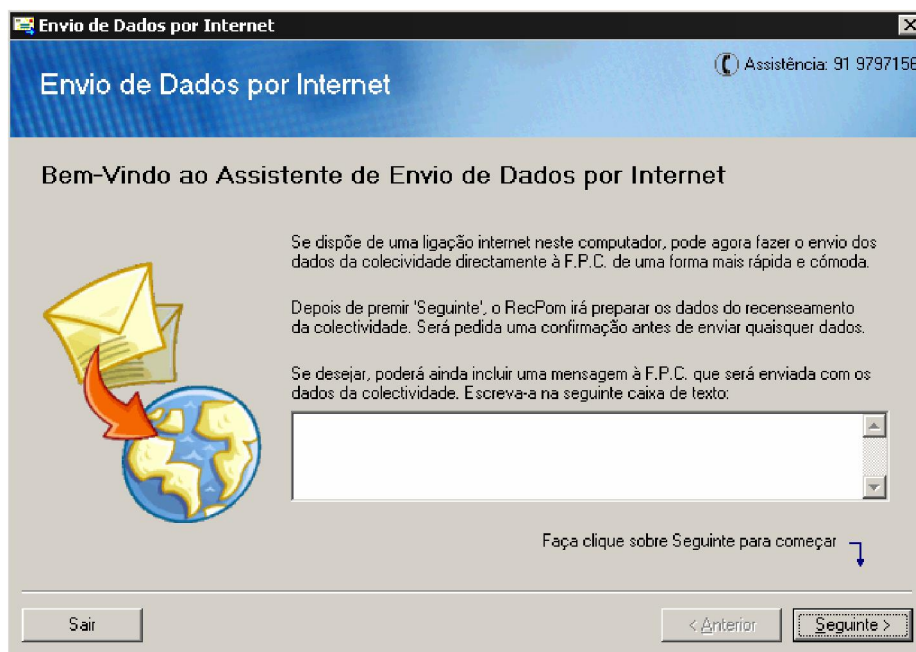 Envio de Dados por Internet
Envio de Dados por Internet
Assistência: 91 9797156
Bem-Vindo ao Assistente de Envio de Dados por Internet
Se dispõe de uma ligação internet neste computador, pode agora fazer o envio dos
dados da colecividade directamente à F.P.C. de uma forma mais rápida e cómoda.
Depois de premir 'Seguinte', o RecPom irá preparar os dados do recenseamento
da colectividade. Será pedida uma confirmação antes de enviar quaisquer dados.
Se desejar, poderá ainda incluir uma mensagem à F.P.C. que será enviada com os
dados da colectividade. Escreva-a na seguinte caixa de texto:
Faça clique sobre Seguinte para começar
Sair
< Anterior
Seguinte >